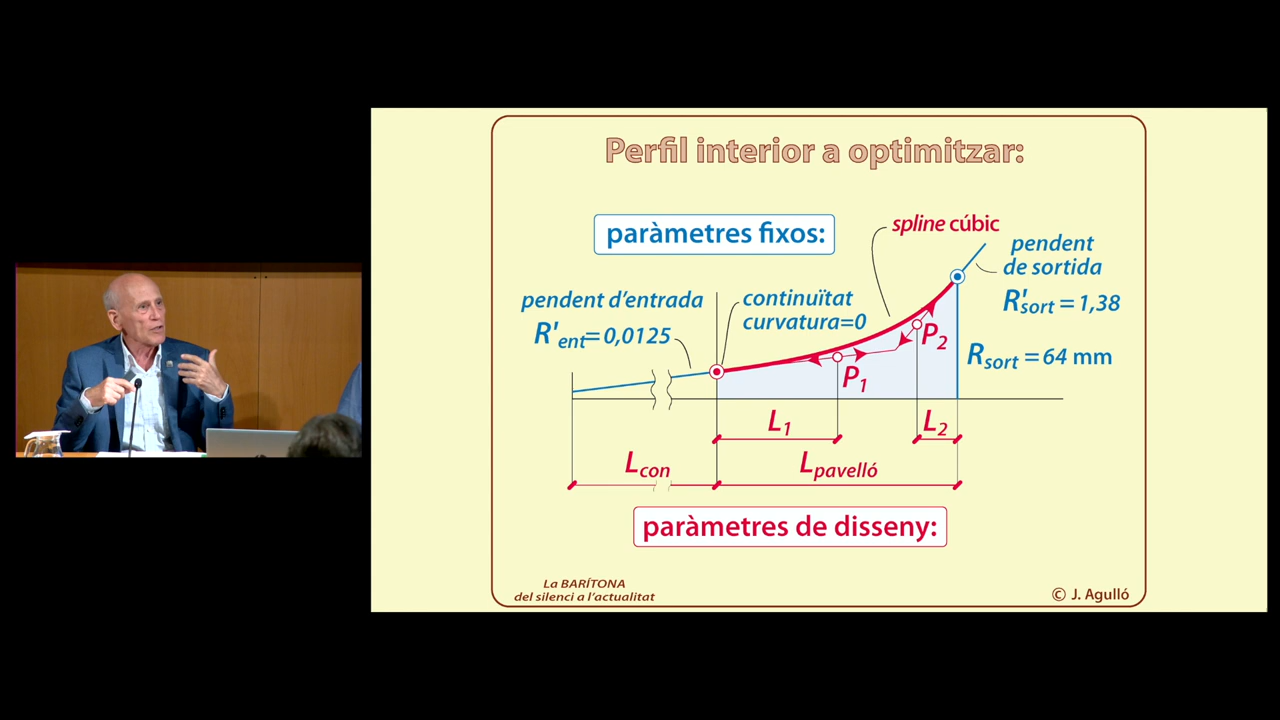 Perfil interior a optimitzar:
paràmetres fixos:
spline cúbic
pendent
de sortida
R'sort = 1,38
pendent d'entrada
R'ent= 0,0125
continuïtat
curvatura=0
P2
Rsort = 64 mm
P1
L1
L2
Lcon
Lpavelló
paràmetres de disseny:
La BARÍTONA
del silenci a l'actualitat
© J. Agulló